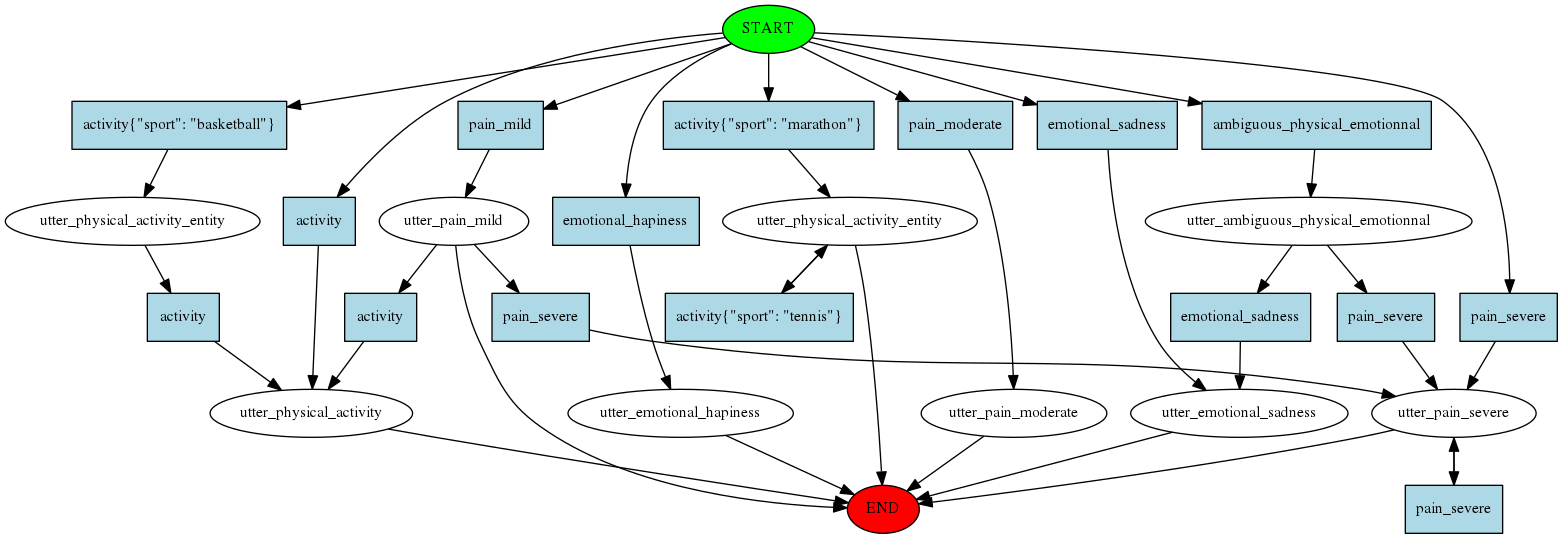 START
activity{"sport": "basketball"}
pain_mild
activity{"sport": "marathon"}
pain_moderate
emotional_sadness
ambiguous_physical_emotionnal
utter_physical_activity_entity
activity
utter_pain_mild
emotional_hapiness
utter_physical_activity_entity
utter_ambiguous_physical_emotionnal
activity
activity
pain_severe
activity{"sport": "tennis"}
emotional_sadness
pain_severe
pain_severe
utter_physical_activity
utter_emotional_hapiness
utter_pain_moderate
utter_emotional_sadness
utter_pain_severe
END
pain_severe